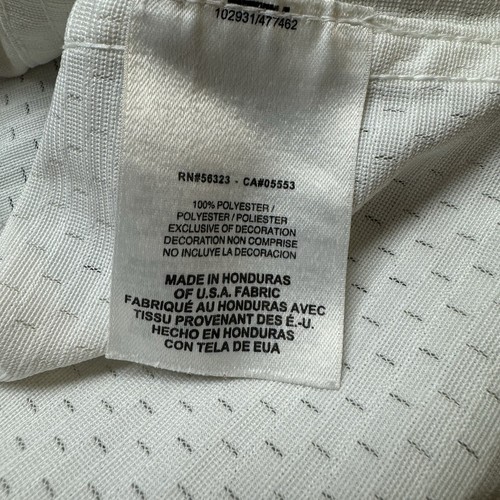 102931/477462
RN#56323 - CA#05553
100% POLYESTER /
POLYESTER / POLIESTER
EXCLUSIVE OF DECORATION
DECORATION NON COMPRISE
NO INCLUYE LA DECORACIÓN
MADE IN HONDURAS
OF U.S.A. FABRIC
FABRIQUÉ AU HONDURAS AVEC
TISSU PROVENANT DES É.-U.
HECHO EN HONDURAS
CON TELA DE EUA